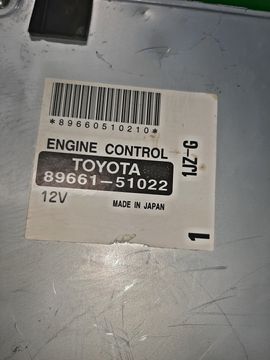 *89660510210*
ENGINE CONTROL
TOYOTA
89661-51022
12V
MADE IN JAPAN
1JZ-G
1